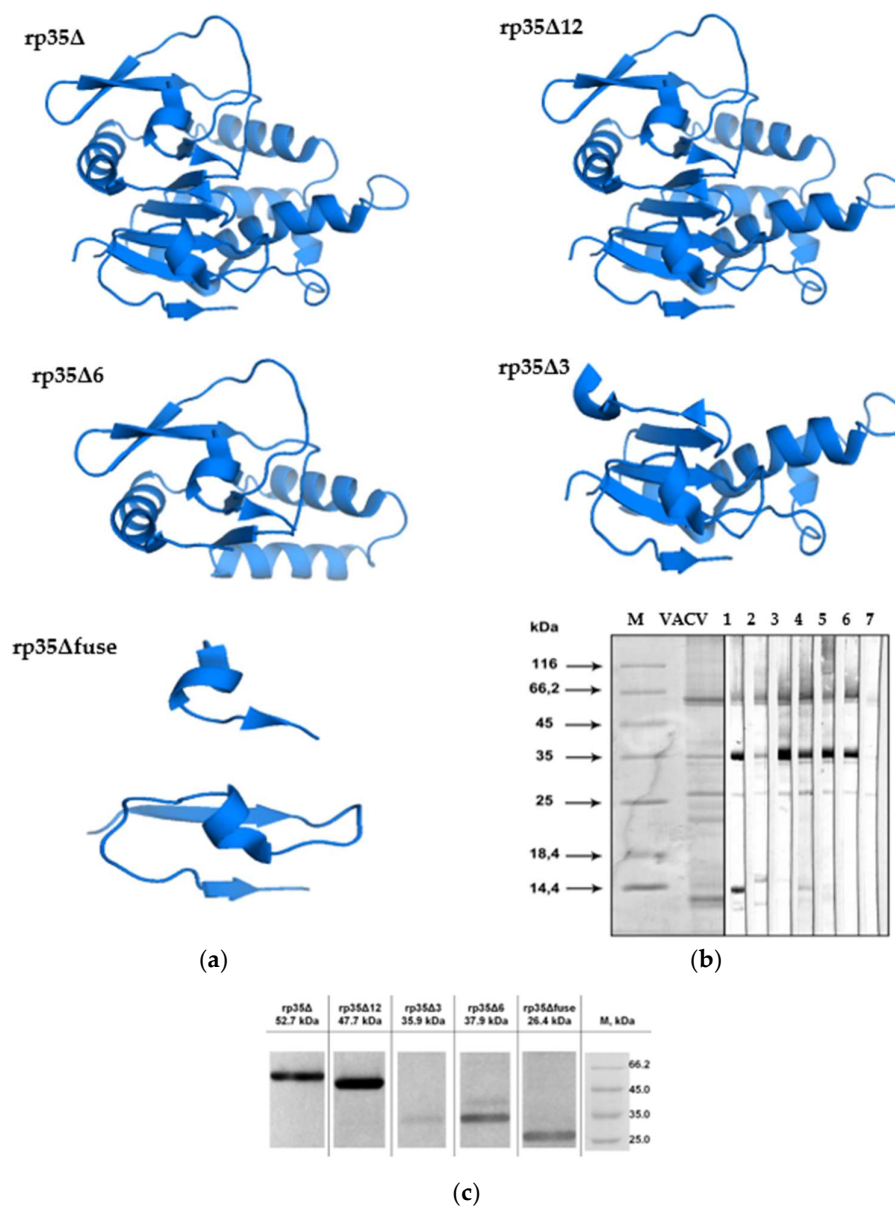 rp35Δ
rp35Δ12
rp35Δ6
rp35Δ3
rp35Δfuse
kDa
M VACV 1 2 3 4 5 6 7
116
66,2
45
35
25
18,4
14,4
(a)
(b)
rp35Δ
52.7 kDa
rp35Δ12
47.7 kDa
rp35Δ3
35.9 kDa
rp35Δ6
37.9 kDa
rp35Δfuse
26.4 kDa
M, kDa
66.2
45.0
35.0
25.0
(c)